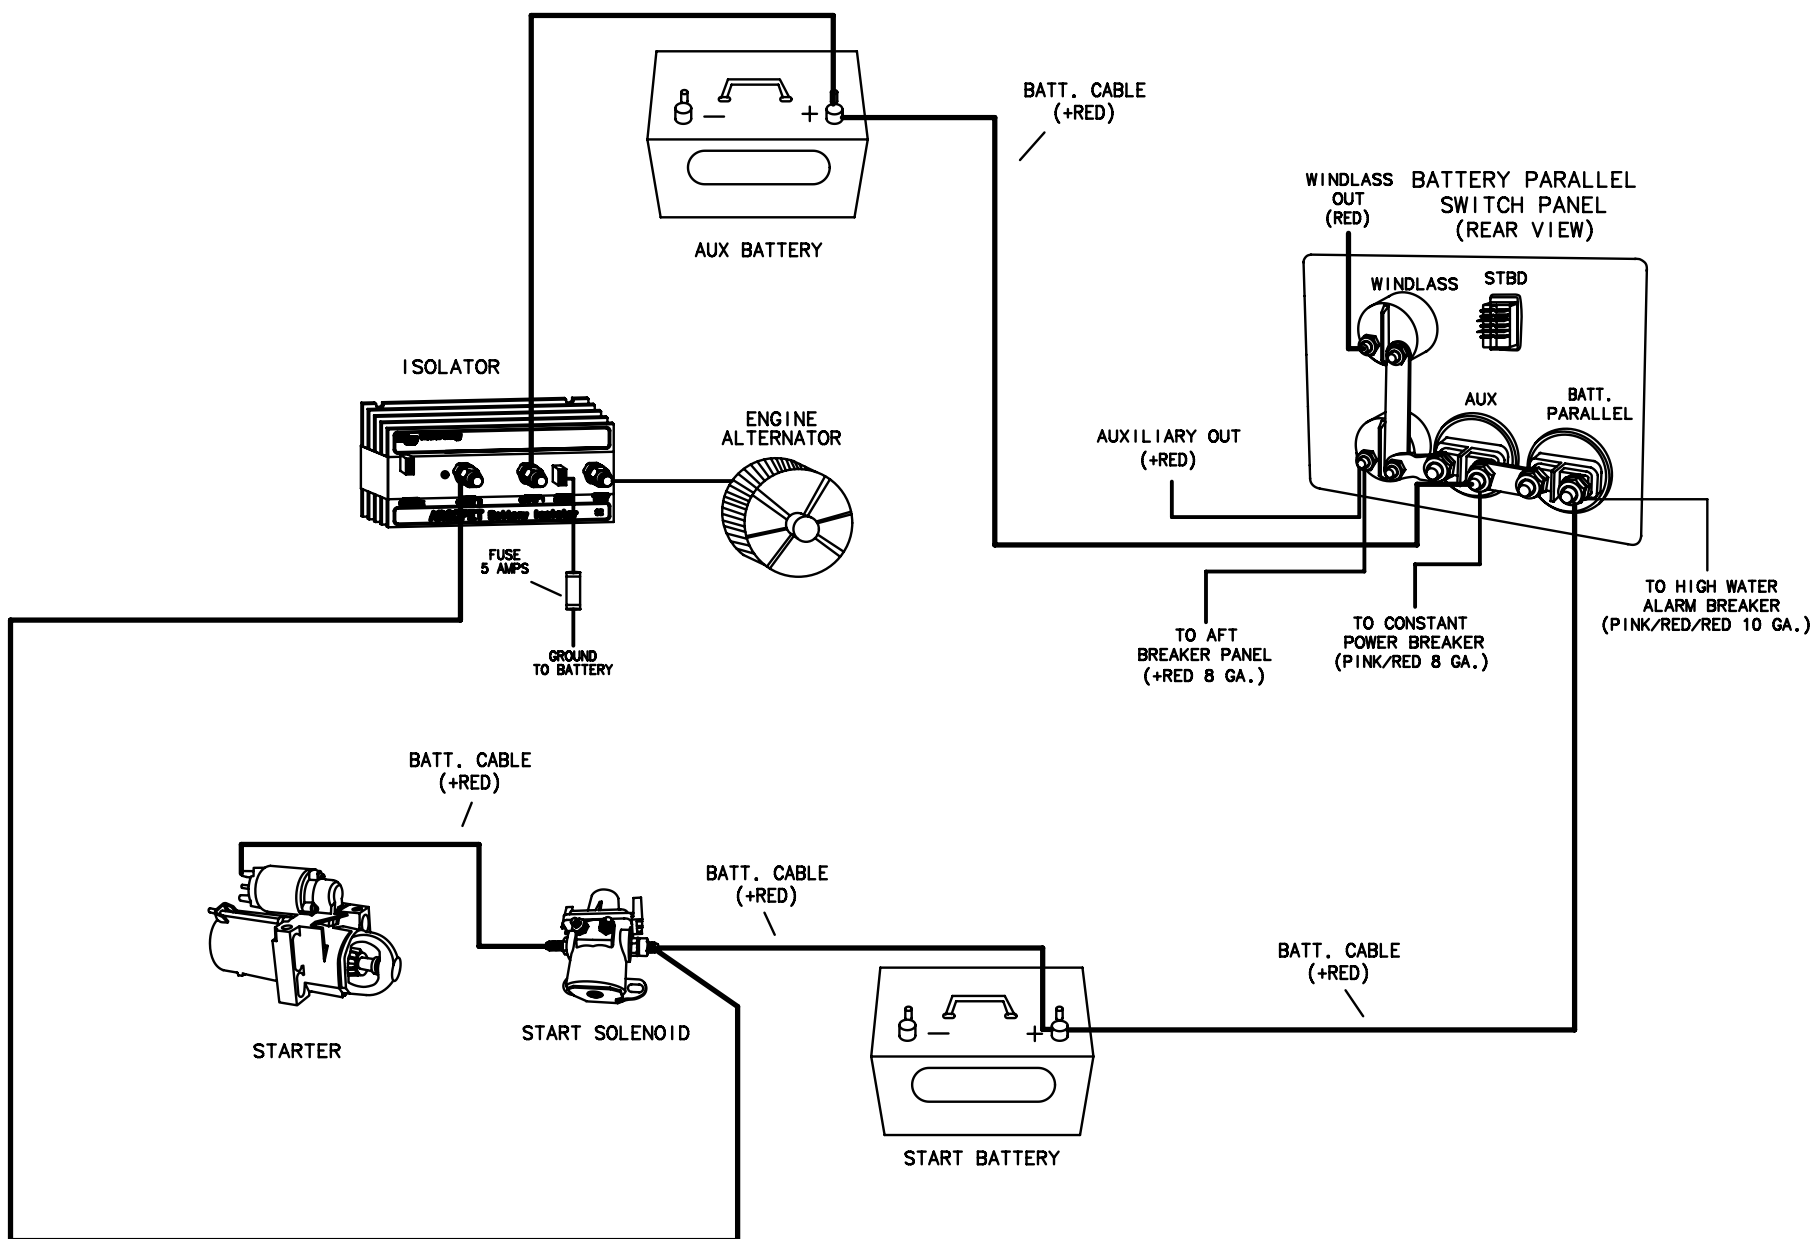 BATT. CABLE
(+RED)
AUX BATTERY
WINDLASS
OUT
(RED)
BATTERY PARALLEL
SWITCH PANEL
(REAR VIEW)
WINDLASS
STBD
AUX
BATT.
PARALLEL
ISOLATOR
ENGINE
ALTERNATOR
AUXILIARY OUT
(+RED)
Battery Isolator
FUSE
5 AMPS
GROUND
TO BATTERY
TO AFT
BREAKER PANEL
(+RED 8 GA.)
TO CONSTANT
POWER BREAKER
(PINK/RED 8 GA.)
TO HIGH WATER
ALARM BREAKER
(PINK/RED/RED 10 GA.)
BATT. CABLE
(+RED)
BATT. CABLE
(+RED)
BATT. CABLE
(+RED)
STARTER
START SOLENOID
START BATTERY